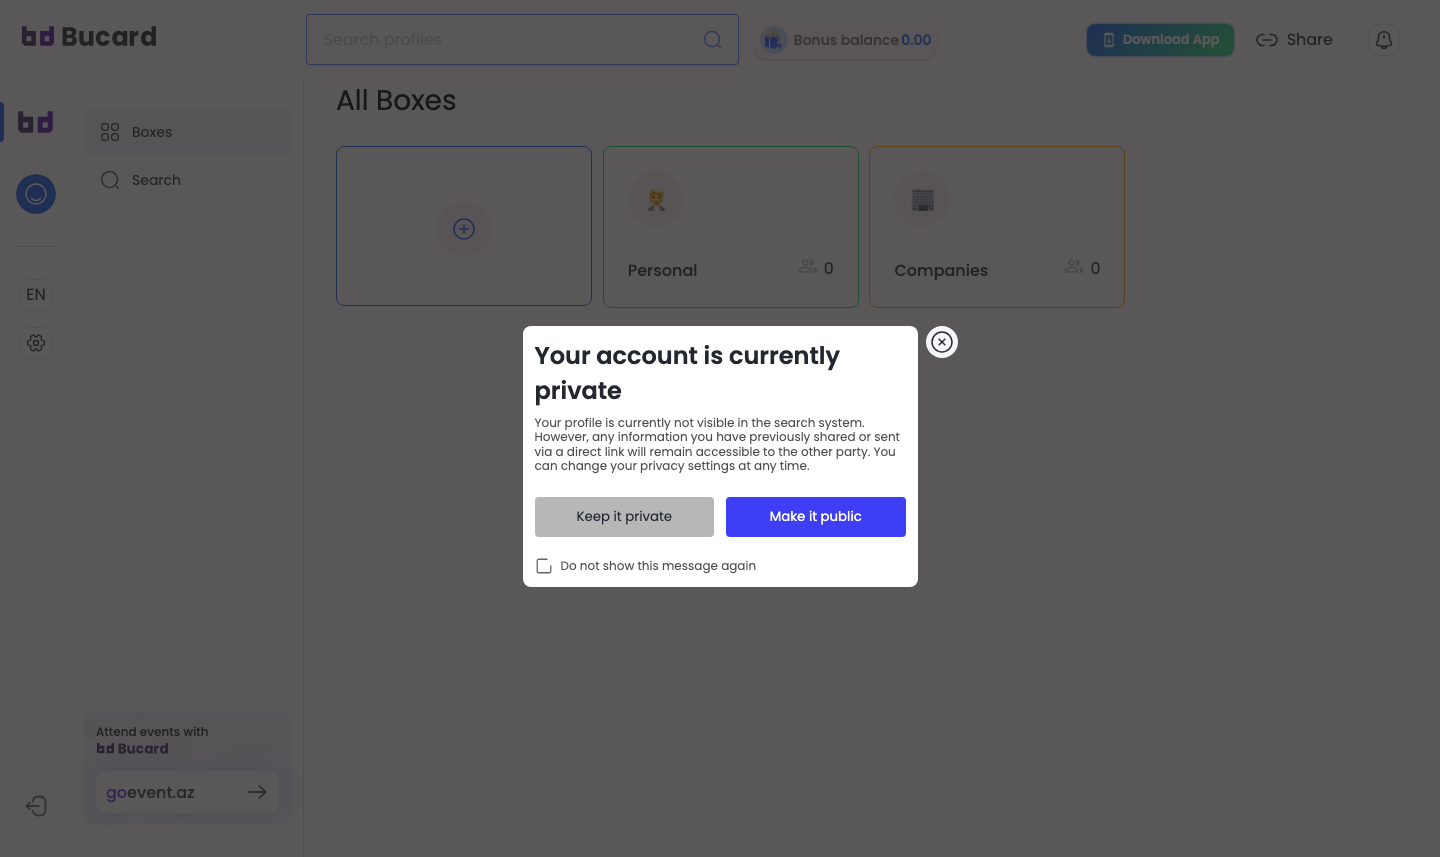 bd Bucard
Search profiles
Bonus balance 0.00
Download App
Share
All Boxes
bd
Boxes
Search
EN
Personal
0
Companies
0
Your account is currently
private
Your profile is currently not visible in the search system.
However, any information you have previously shared or sent
via a direct link will remain accessible to the other party. You
can change your privacy settings at any time.
Keep it private
Make it public
Do not show this message again
Attend events with
bd Bucard
goevent.az